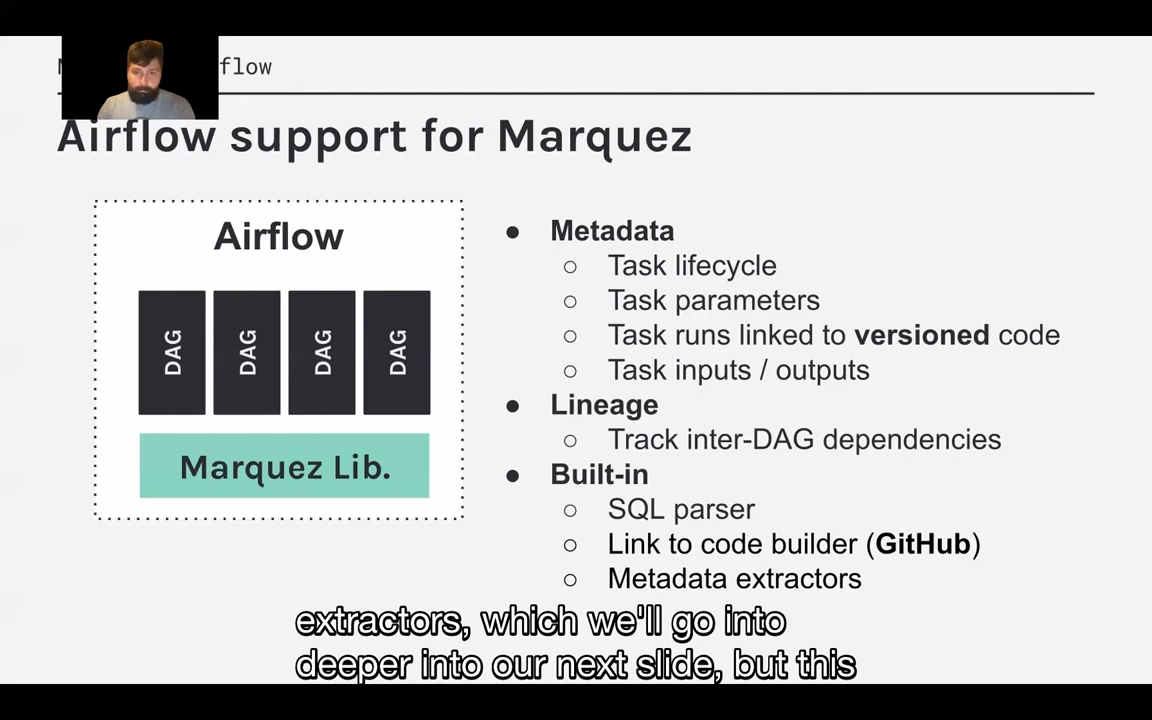 flow
Airflow support for Marquez
Airflow
DAG DAG DAG DAG
Marquez Lib.
● Metadata
○ Task lifecycle
○ Task parameters
○ Task runs linked to versioned code
○ Task inputs / outputs
● Lineage
○ Track inter-DAG dependencies
● Built-in
○ SQL parser
○ Link to code builder (GitHub)
○ Metadata extractors
extractors, which we'll go into
deeper into our next slide, but this